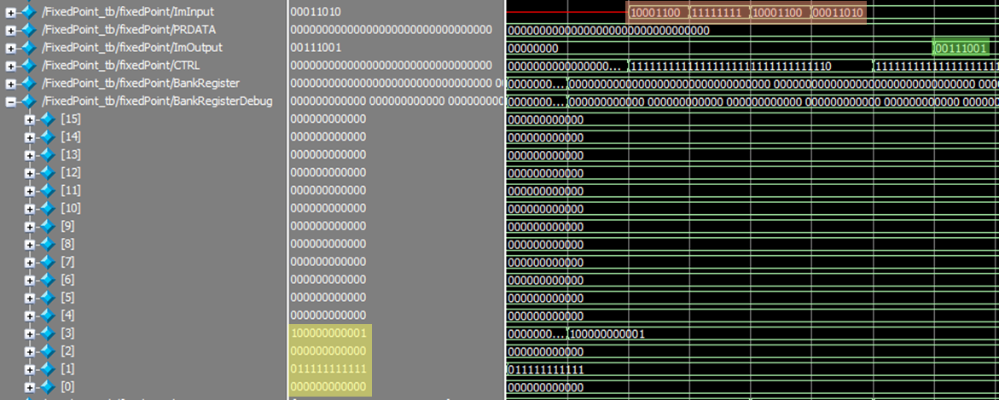 /FixedPoint_tb/fixedPoint/ImInput 00011010 10001100 11111111 10001100 00011010
/FixedPoint_tb/fixedPoint/PRDATA 00000000000000000000000000000000 00000000000000000000000000000000
/FixedPoint_tb/fixedPoint/ImOutput 00111001 00000000 00111001
/FixedPoint_tb/fixedPoint/CTRL 00000000000000000000000000000000 000000000000000... 11111111111111111111111111111110 11111111111111111111
/FixedPoint_tb/fixedPoint/BankRegister 00000000000000000000000000000000 0 0000000... 00000000000000000000000000000000 00000000000000000000000000000000 00
/FixedPoint_tb/fixedPoint/BankRegisterDebug 000000000000 000000000000 000000000 0000000... 000000000000 000000000000 000000000000 000000000000 000000000000 00000
[15] 000000000000 000000000000
[14] 000000000000 000000000000
[13] 000000000000 000000000000
[12] 000000000000 000000000000
[11] 000000000000 000000000000
[10] 000000000000 000000000000
[9] 000000000000 000000000000
[8] 000000000000 000000000000
[7] 000000000000 000000000000
[6] 000000000000 000000000000
[5] 000000000000 000000000000
[4] 000000000000 000000000000
[3] 100000000001 0000000... 100000000001
[2] 000000000000 000000000000
[1] 011111111111 011111111111
[0] 000000000000 000000000000